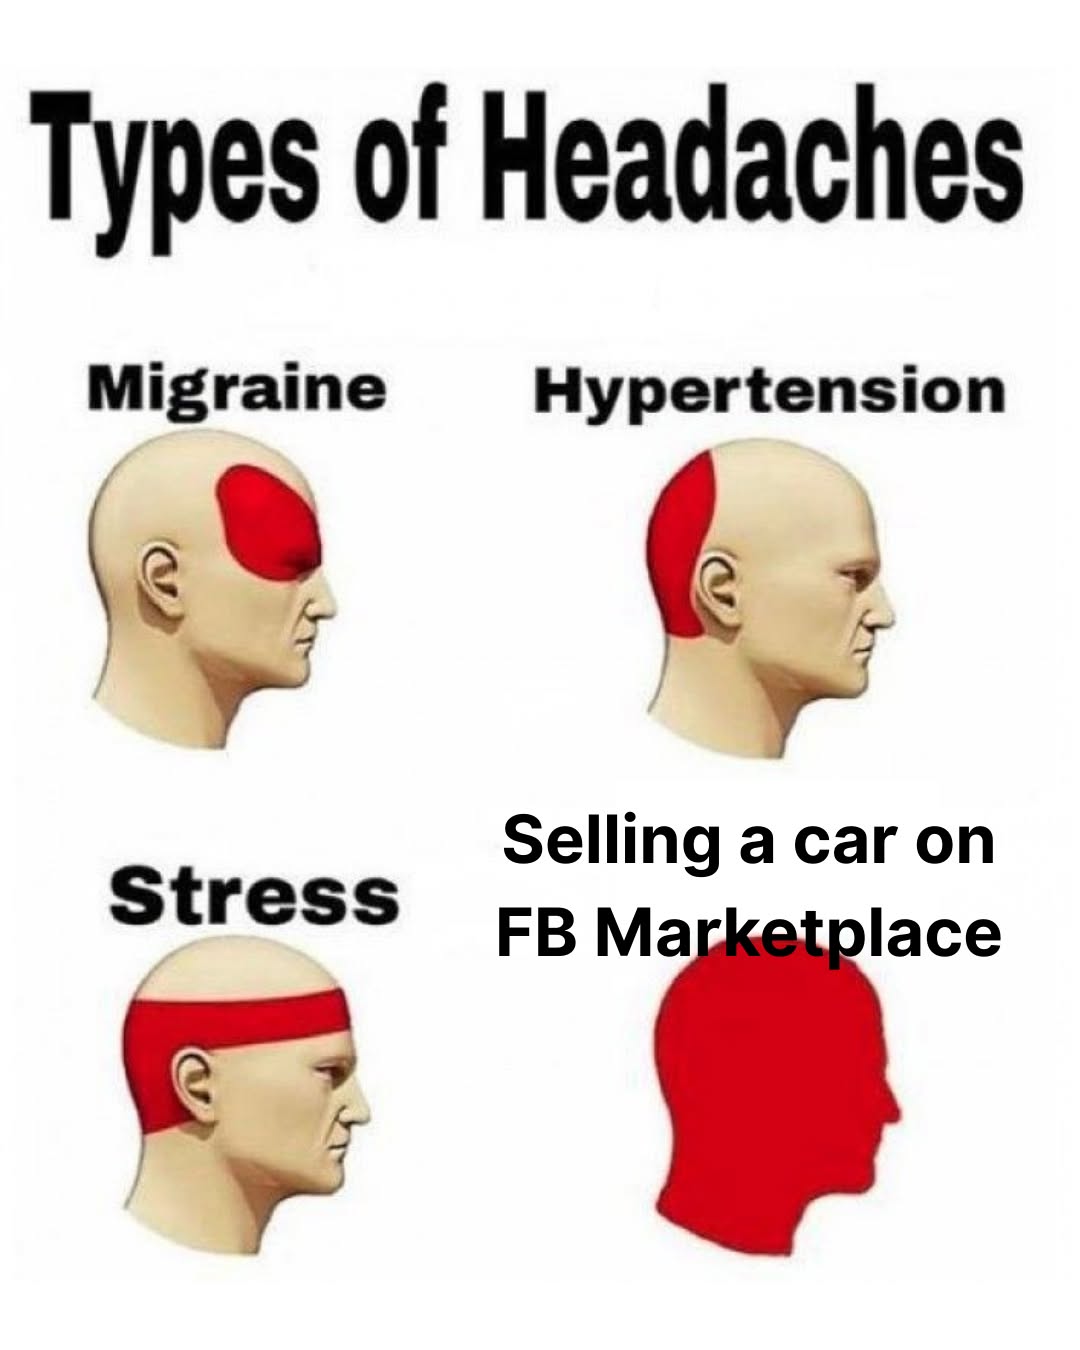 Types of Headaches
Migraine
Hypertension
Stress
Selling a car on
FB Marketplace